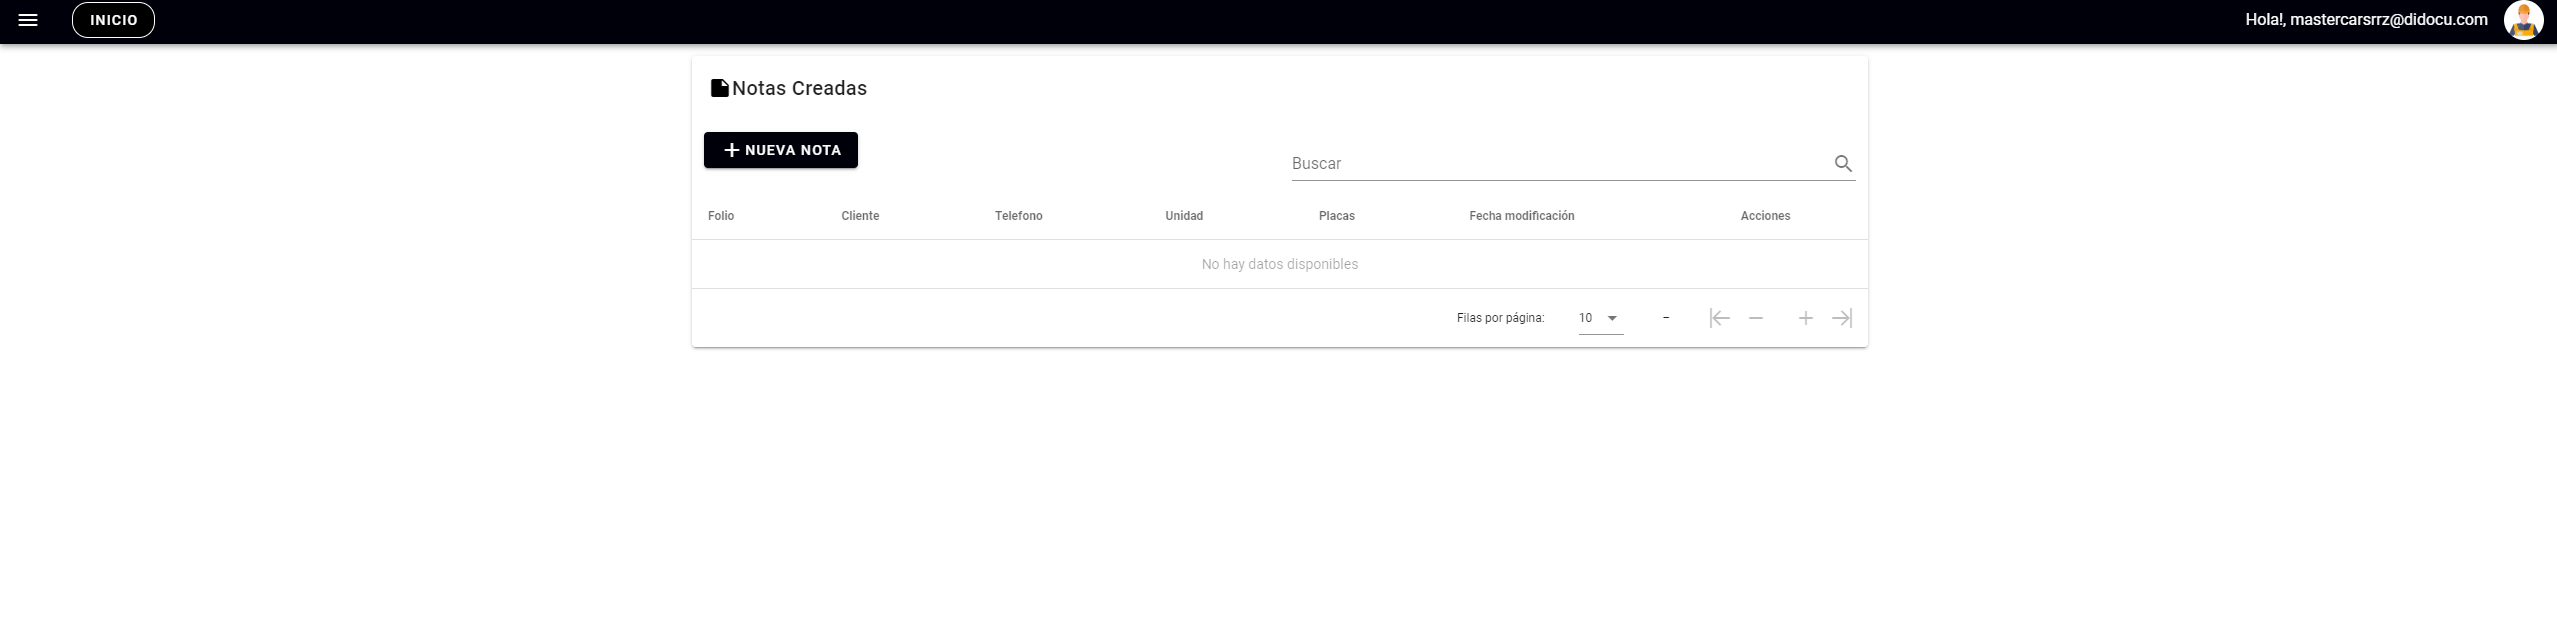 INICIO
Hola!, mastercarsrrz@didocu.com
Notas Creadas
NUEVA NOTA
Buscar
Folio Cliente Telefono Unidad Placas Fecha modificación Acciones
No hay datos disponibles
Filas por página: 10 –